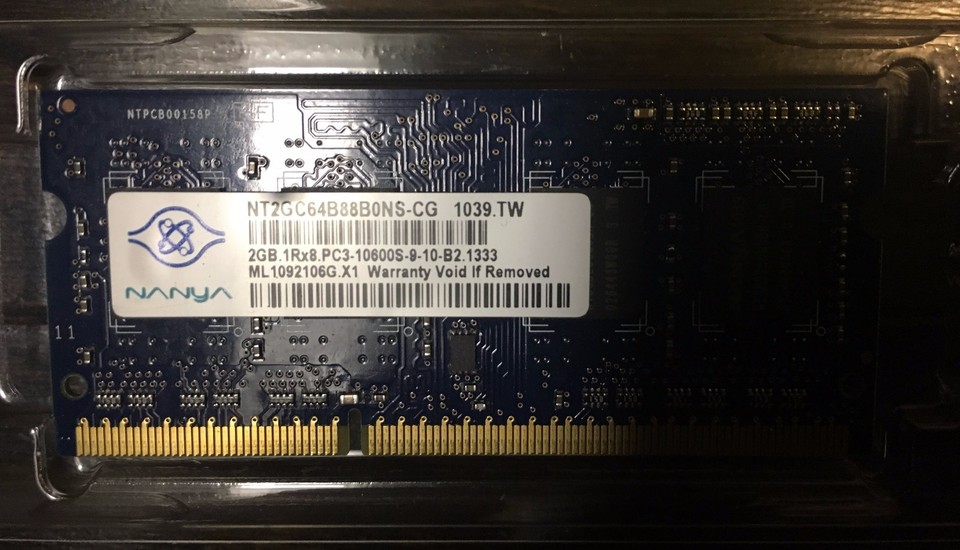 NTPCB00158P
NT2GC64B88B0NS-CG 1039.TW
2GB.1Rx8.PC3-10600S-9-10-B2.1333
ML1092106G.X1 Warranty Void If Removed
NANYA
11